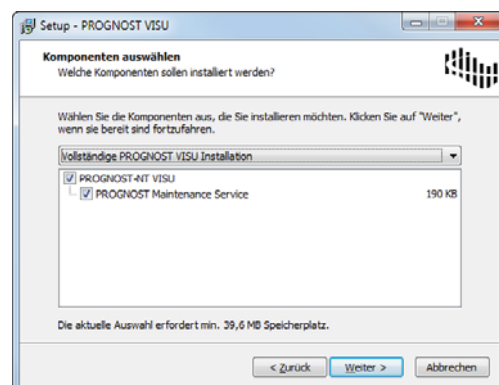 Setup - PROGNOST VISU
Komponenten auswählen
Welche Komponenten sollen installiert werden?
Wählen Sie die Komponenten aus, die Sie installieren möchten. Klicken Sie auf "Weiter",
wenn sie bereit sind fortzufahren.
Vollständige PROGNOST VISU Installation
PROGNOST-NT VISU
PROGNOST Maintenance Service 190 KB
Die aktuelle Auswahl erfordert min. 39,6 MB Speicherplatz.
< Zurück Weiter > Abbrechen